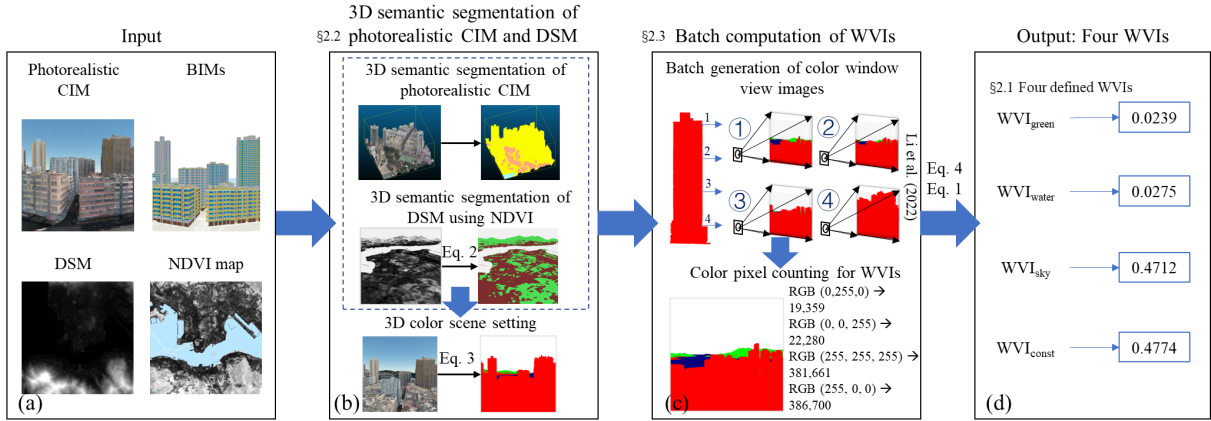 Input
Photorealistic
CIM
BIMs
DSM
NDVI map
(a)
3D semantic segmentation of
§2.2 photorealistic CIM and DSM
3D semantic segmentation of
photorealistic CIM
3D semantic segmentation of
DSM using NDVI
Eq. 2
3D color scene setting
Eq. 3
(b)
§2.3 Batch computation of WVIs
Batch generation of color window
view images
1
2
3
4
①
②
③
④
Li et al. (2022)
Color pixel counting for WVIs
RGB (0,255,0) →
19,359
RGB (0, 0, 255) →
22,280
RGB (255, 255, 255) →
381,661
RGB (255, 0, 0) →
386,700
(c)
Eq. 4
Eq. 1
Output: Four WVIs
§2.1 Four defined WVIs
WVIgreen 0.0239
WVIwater 0.0275
WVIsky 0.4712
WVIconst 0.4774
(d)